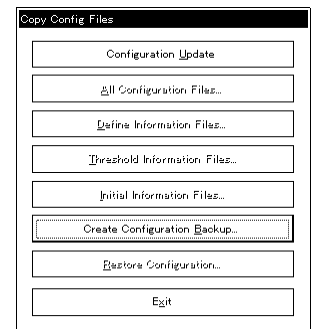 Copy Config Files
Configuration Update
All Configuration Files...
Define Information Files...
Threshold Information Files...
Initial Information Files...
Create Configuration Backup...
Restore Configuration...
Exit